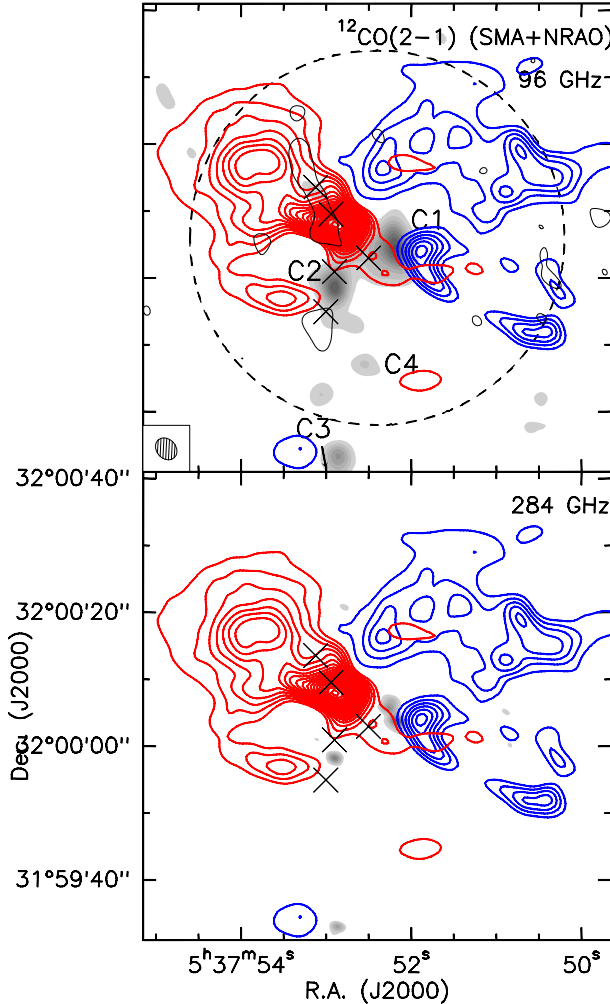 ¹²CO(2−1) (SMA+NRAO)
96 GHz
C1
C2
C4
C3
32°00'40"
284 GHz
32°00'20"
Dec. (J2000)
32°00'00"
31°59'40"
5ʰ37ᵐ54ˢ 52ˢ 50ˢ
R.A. (J2000)